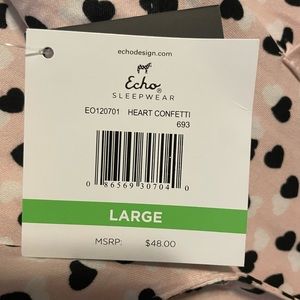 echodesign.com
Echo®
SLEEPWEAR
EO120701 HEART CONFETTI
693
0 86569 30704 0
LARGE
MSRP: $48.00